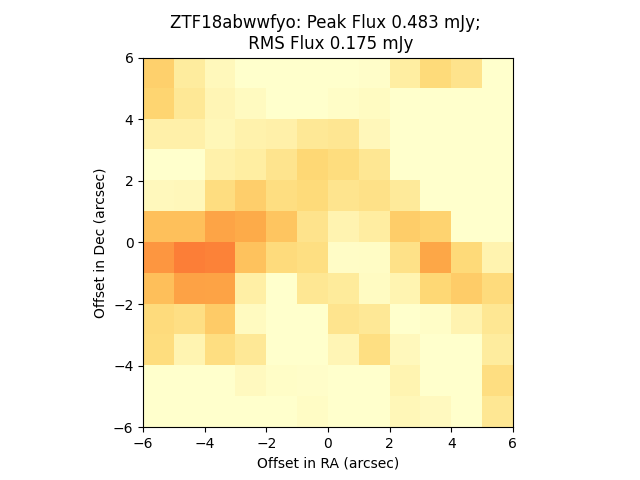 ZTF18abwwfyo: Peak Flux 0.483 mJy;
RMS Flux 0.175 mJy
6
4
2
0
−2
−4
−6
Offset in Dec (arcsec)
−6 −4 −2 0 2 4 6
Offset in RA (arcsec)